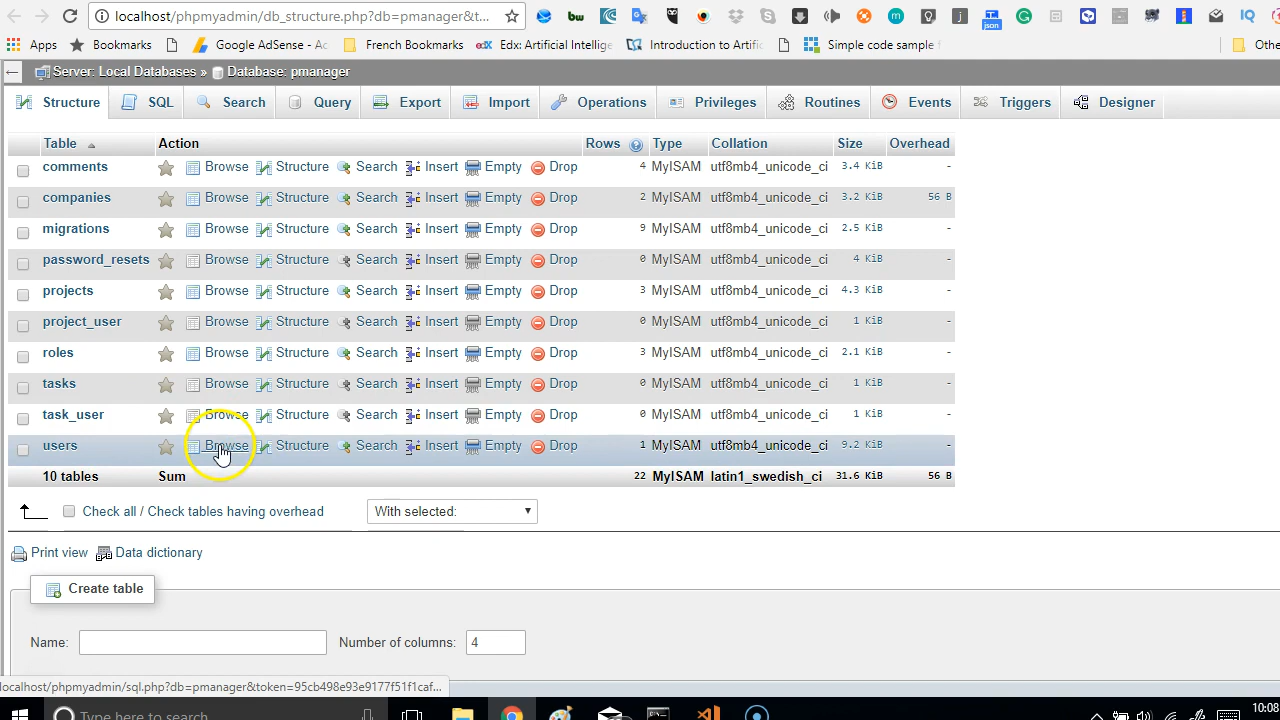 localhost/phpmyadmin/db_structure.php?db=pmanager&t...
json
Apps Bookmarks Google AdSense - Ac French Bookmarks Edx: Artificial Intellige Introduction to Artific Simple code sample f Othe
Server: Local Databases » Database: pmanager
Structure SQL Search Query Export Import Operations Privileges Routines Events Triggers Designer
Table Action Rows Type Collation Size Overhead
comments Browse Structure Search Insert Empty Drop 4 MyISAM utf8mb4_unicode_ci 3.4 KiB -
companies Browse Structure Search Insert Empty Drop 2 MyISAM utf8mb4_unicode_ci 3.2 KiB 56 B
migrations Browse Structure Search Insert Empty Drop 9 MyISAM utf8mb4_unicode_ci 2.5 KiB -
password_resets Browse Structure Search Insert Empty Drop 0 MyISAM utf8mb4_unicode_ci 4 KiB -
projects Browse Structure Search Insert Empty Drop 3 MyISAM utf8mb4_unicode_ci 4.3 KiB -
project_user Browse Structure Search Insert Empty Drop 0 MyISAM utf8mb4_unicode_ci 1 KiB -
roles Browse Structure Search Insert Empty Drop 3 MyISAM utf8mb4_unicode_ci 2.1 KiB -
tasks Browse Structure Search Insert Empty Drop 0 MyISAM utf8mb4_unicode_ci 1 KiB -
task_user Browse Structure Search Insert Empty Drop 0 MyISAM utf8mb4_unicode_ci 1 KiB -
users Browse Structure Search Insert Empty Drop 1 MyISAM utf8mb4_unicode_ci 9.2 KiB -
10 tables Sum 22 MyISAM latin1_swedish_ci 31.6 KiB 56 B
Check all / Check tables having overhead With selected:
Print view Data dictionary
Create table
Name: Number of columns: 4
localhost/phpmyadmin/sql.php?db=pmanager&token=95cb498e93e9177f51f1caf...
Type here to search 10:08